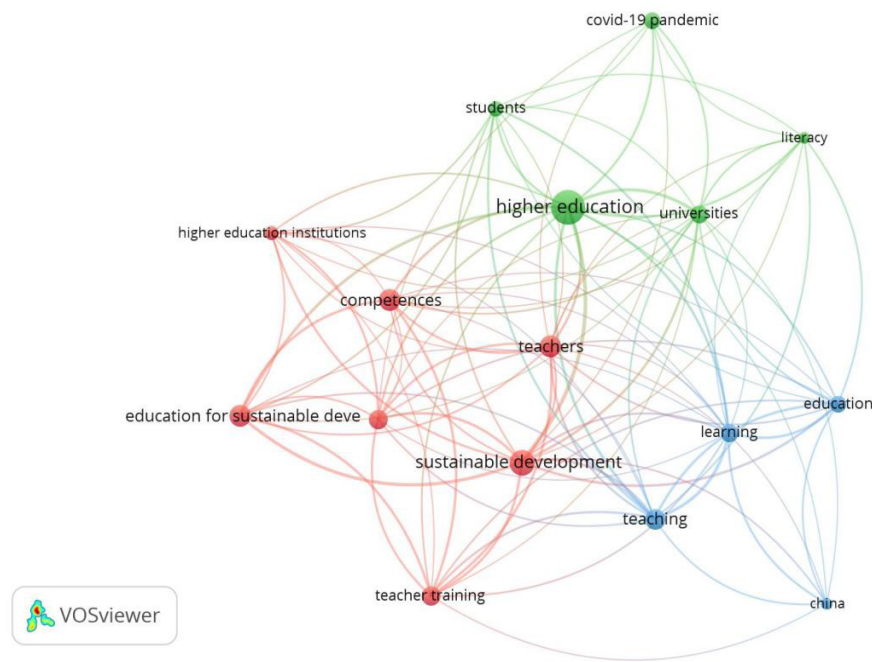 covid-19 pandemic
students
literacy
higher education
universities
higher education institutions
competences
teachers
education
education for sustainable deve
learning
sustainable development
teaching
teacher training
china
VOSviewer